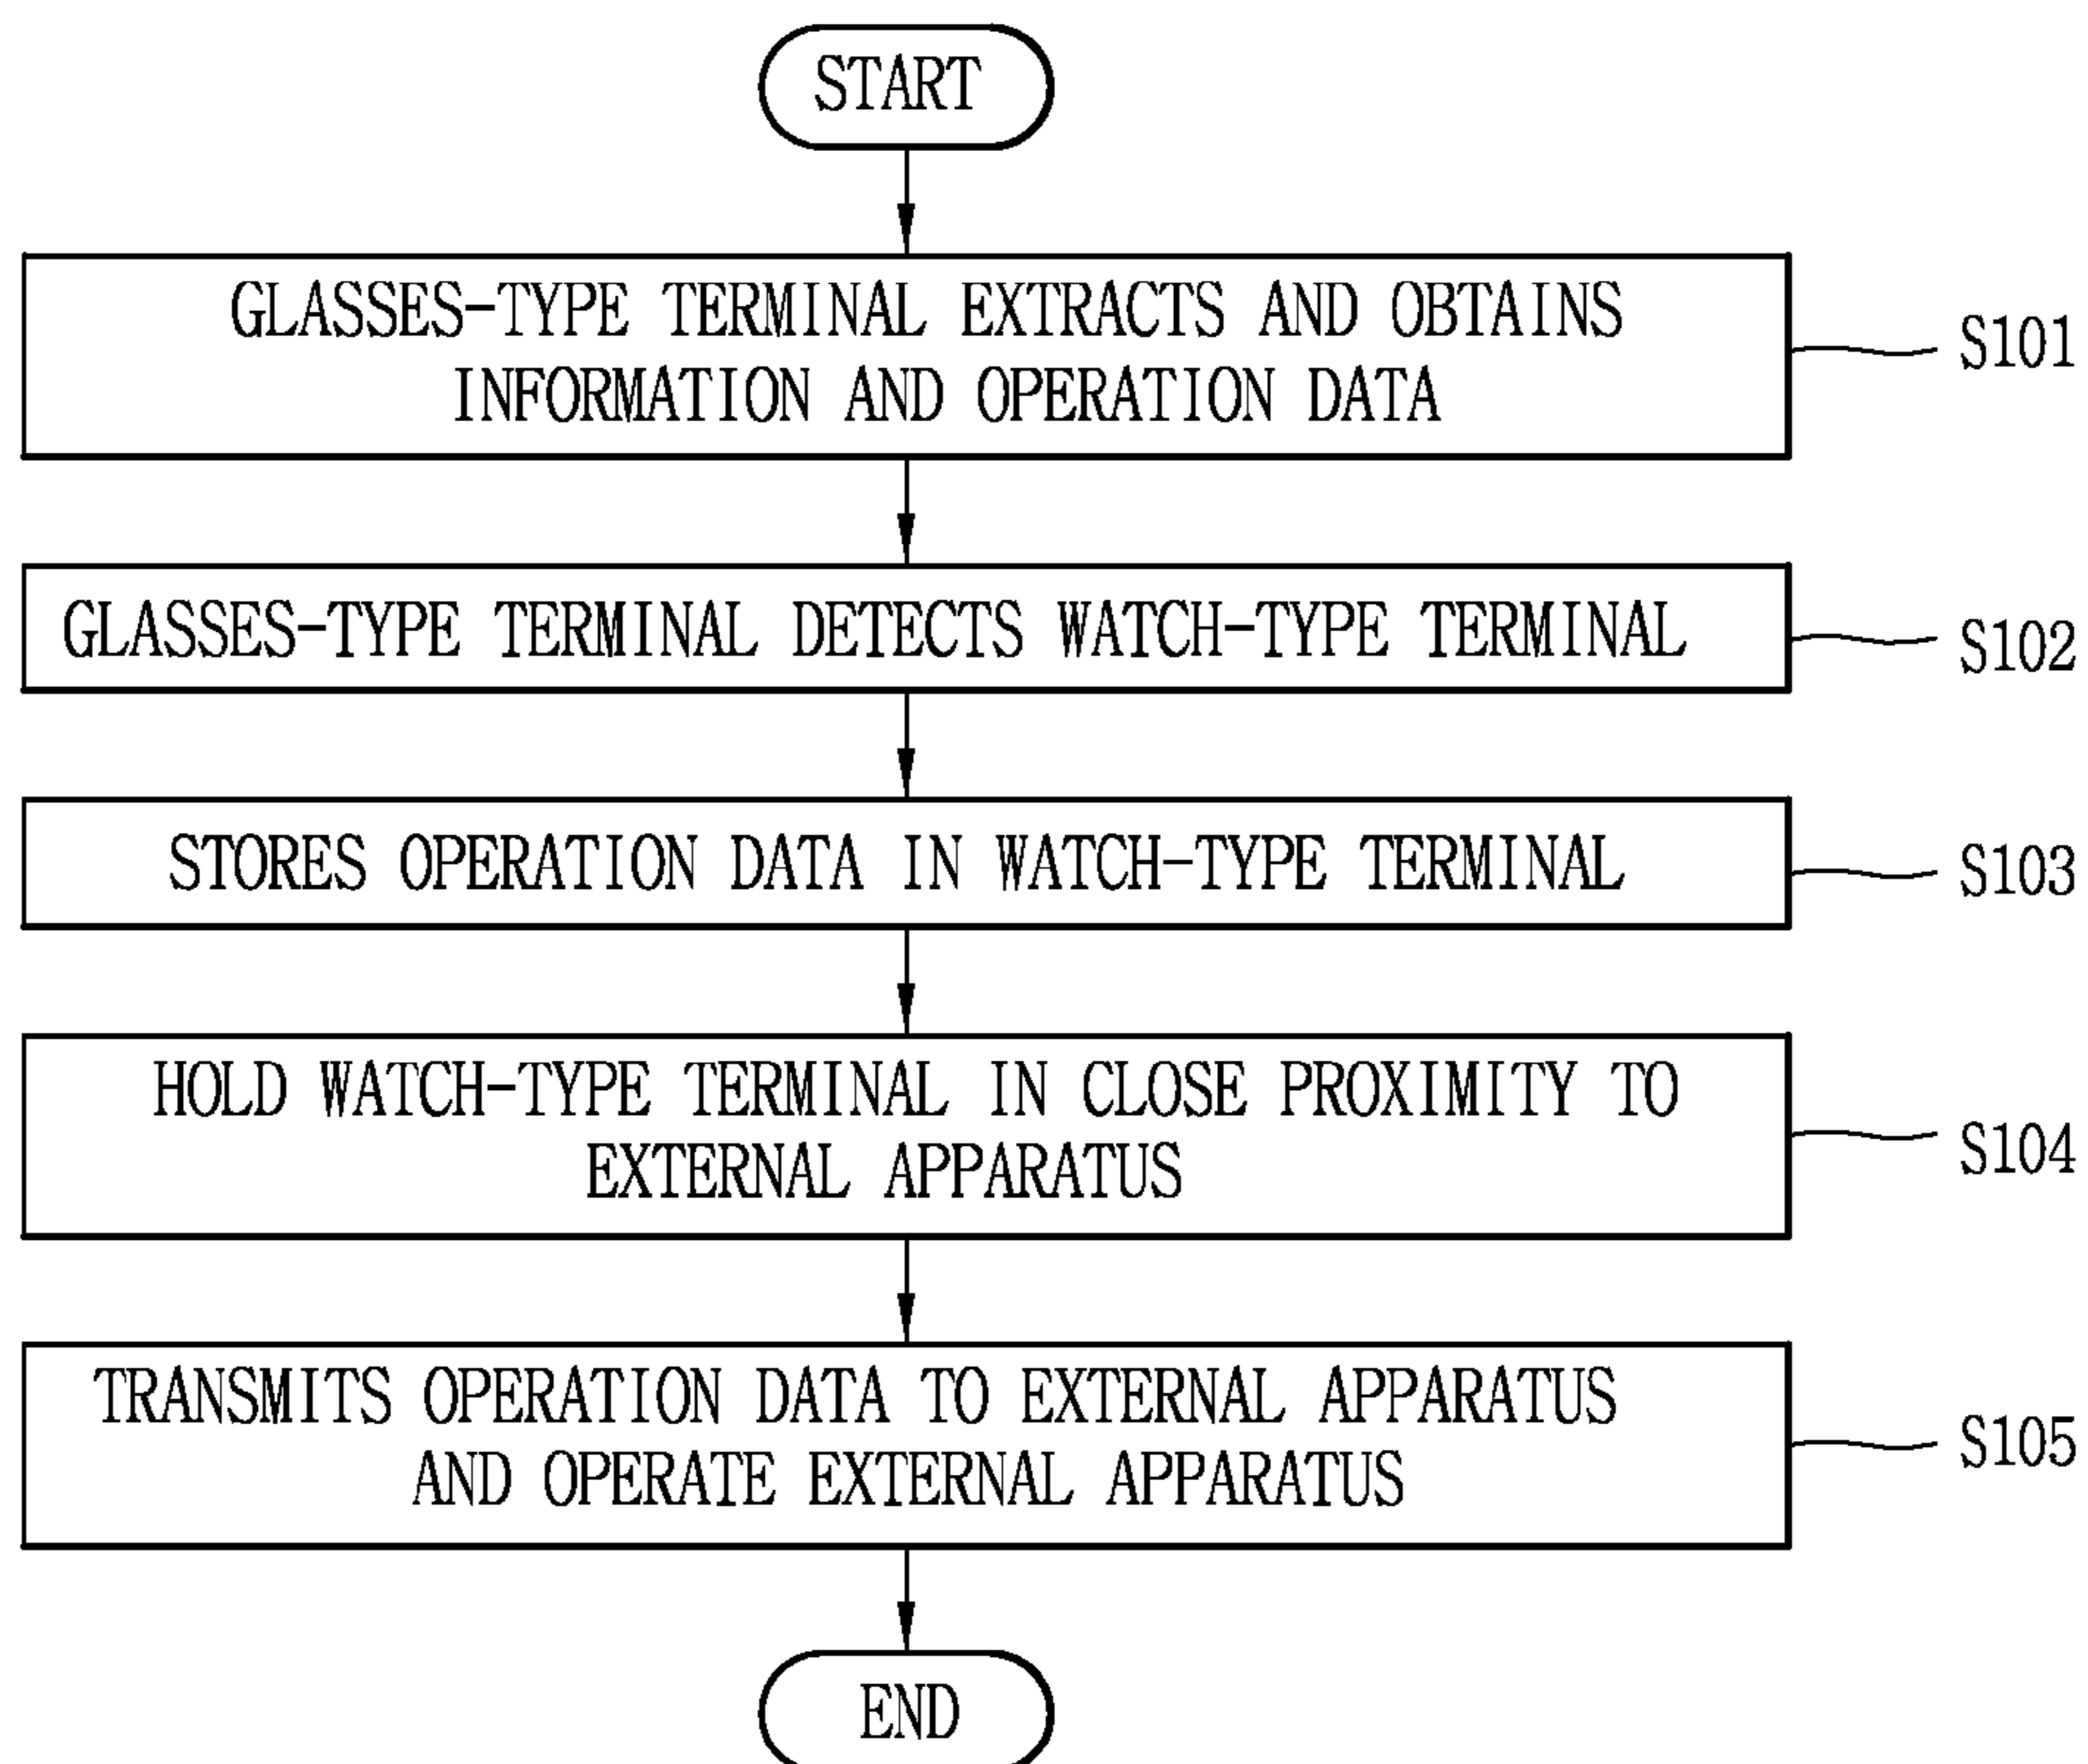 START
GLASSES-TYPE TERMINAL EXTRACTS AND OBTAINS
INFORMATION AND OPERATION DATA
S101
GLASSES-TYPE TERMINAL DETECTS WATCH-TYPE TERMINAL
S102
STORES OPERATION DATA IN WATCH-TYPE TERMINAL
S103
HOLD WATCH-TYPE TERMINAL IN CLOSE PROXIMITY TO
EXTERNAL APPARATUS
S104
TRANSMITS OPERATION DATA TO EXTERNAL APPARATUS
AND OPERATE EXTERNAL APPARATUS
S105
END